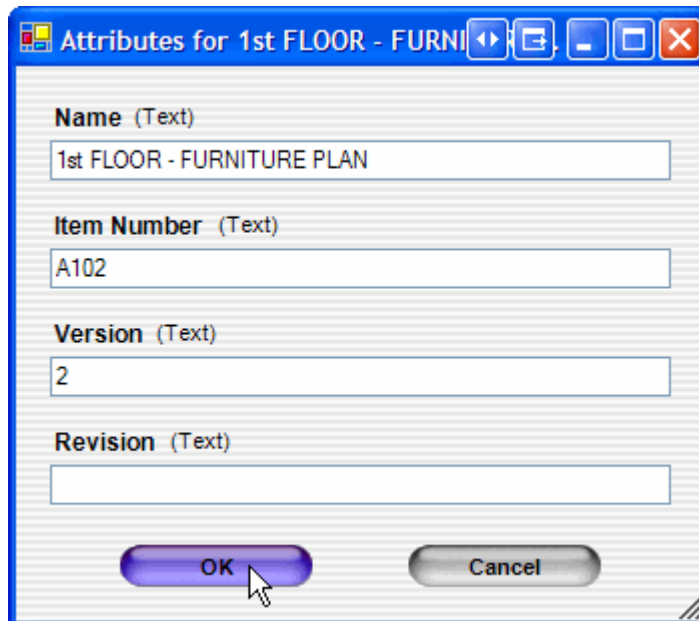 Attributes for 1st FLOOR - FURNI
Name (Text)
1st FLOOR - FURNITURE PLAN
Item Number (Text)
A102
Version (Text)
2
Revision (Text)
OK Cancel